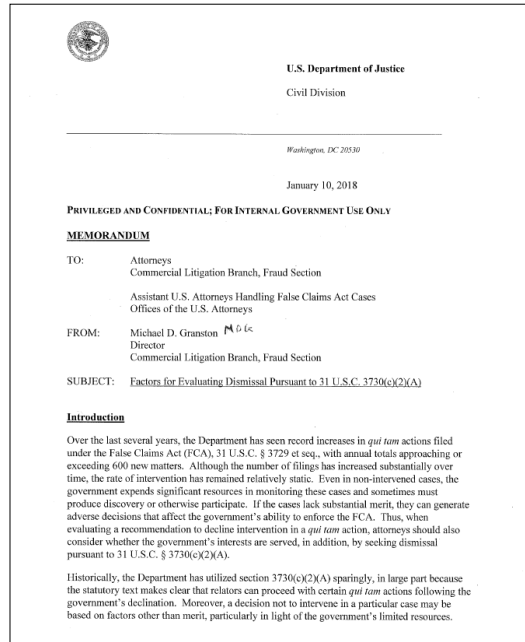 U.S. Department of Justice
Civil Division
Washington, DC 20530
January 10, 2018
PRIVILEGED AND CONFIDENTIAL; FOR INTERNAL GOVERNMENT USE ONLY
MEMORANDUM
TO: Attorneys
Commercial Litigation Branch, Fraud Section
Assistant U.S. Attorneys Handling False Claims Act Cases
Offices of the U.S. Attorneys
FROM: Michael D. Granston
Director
Commercial Litigation Branch, Fraud Section
SUBJECT: Factors for Evaluating Dismissal Pursuant to 31 U.S.C. 3730(c)(2)(A)
Introduction
Over the last several years, the Department has seen record increases in qui tam actions filed
under the False Claims Act (FCA), 31 U.S.C. § 3729 et seq., with annual totals approaching or
exceeding 600 new matters. Although the number of filings has increased substantially over
time, the rate of intervention has remained relatively static. Even in non-intervened cases, the
government expends significant resources in monitoring these cases and sometimes must
produce discovery or otherwise participate. If the cases lack substantial merit, they can generate
adverse decisions that affect the government's ability to enforce the FCA. Thus, when
evaluating a recommendation to decline intervention in a qui tam action, attorneys should also
consider whether the government's interests are served, in addition, by seeking dismissal
pursuant to 31 U.S.C. § 3730(c)(2)(A).
Historically, the Department has utilized section 3730(c)(2)(A) sparingly, in large part because
the statutory text makes clear that relators can proceed with certain qui tam actions following the
government's declination. Moreover, a decision not to intervene in a particular case may be
based on factors other than merit, particularly in light of the government's limited resources.